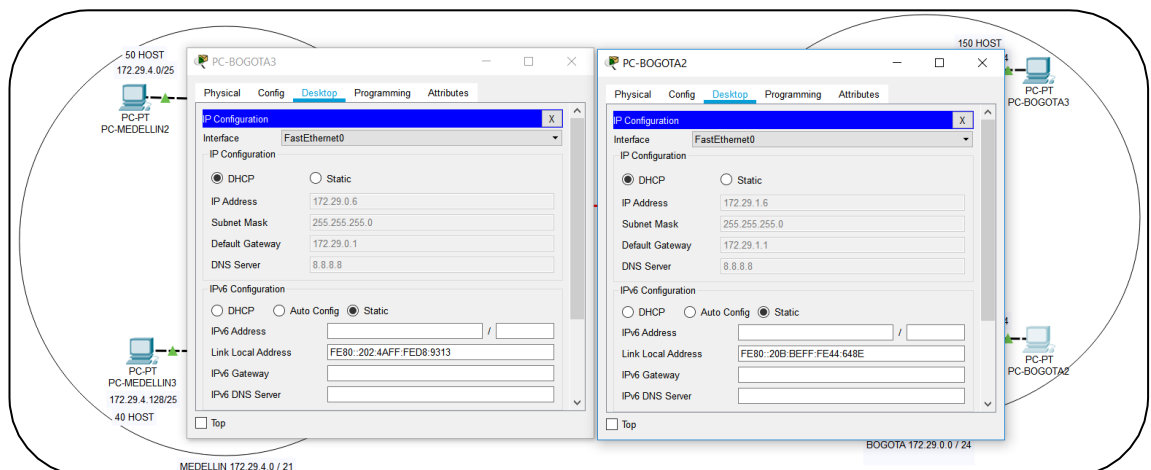 50 HOST
172.29.4.0/25
PC-PT
PC-MEDELLIN2
PC-PT
PC-MEDELLIN3
172.29.4.128/25
40 HOST
MEDELLIN 172.29.4.0 / 21
PC-BOGOTA3
Physical Config Desktop Programming Attributes
IP Configuration X
Interface FastEthernet0
IP Configuration
DHCP Static
IP Address 172.29.0.6
Subnet Mask 255.255.255.0
Default Gateway 172.29.0.1
DNS Server 8.8.8.8
IPv6 Configuration
DHCP Auto Config Static
IPv6 Address /
Link Local Address FE80::202:4AFF:FED8:9313
IPv6 Gateway
IPv6 DNS Server
Top
PC-BOGOTA2
Physical Config Desktop Programming Attributes
IP Configuration X
Interface FastEthernet0
IP Configuration
DHCP Static
IP Address 172.29.1.6
Subnet Mask 255.255.255.0
Default Gateway 172.29.1.1
DNS Server 8.8.8.8
IPv6 Configuration
DHCP Auto Config Static
IPv6 Address /
Link Local Address FE80::20B:BEFF:FE44:648E
IPv6 Gateway
IPv6 DNS Server
Top
150 HOST
4
PC-PT
PC-BOGOTA3
4
PC-PT
PC-BOGOTA2
BOGOTA 172.29.0.0 / 24